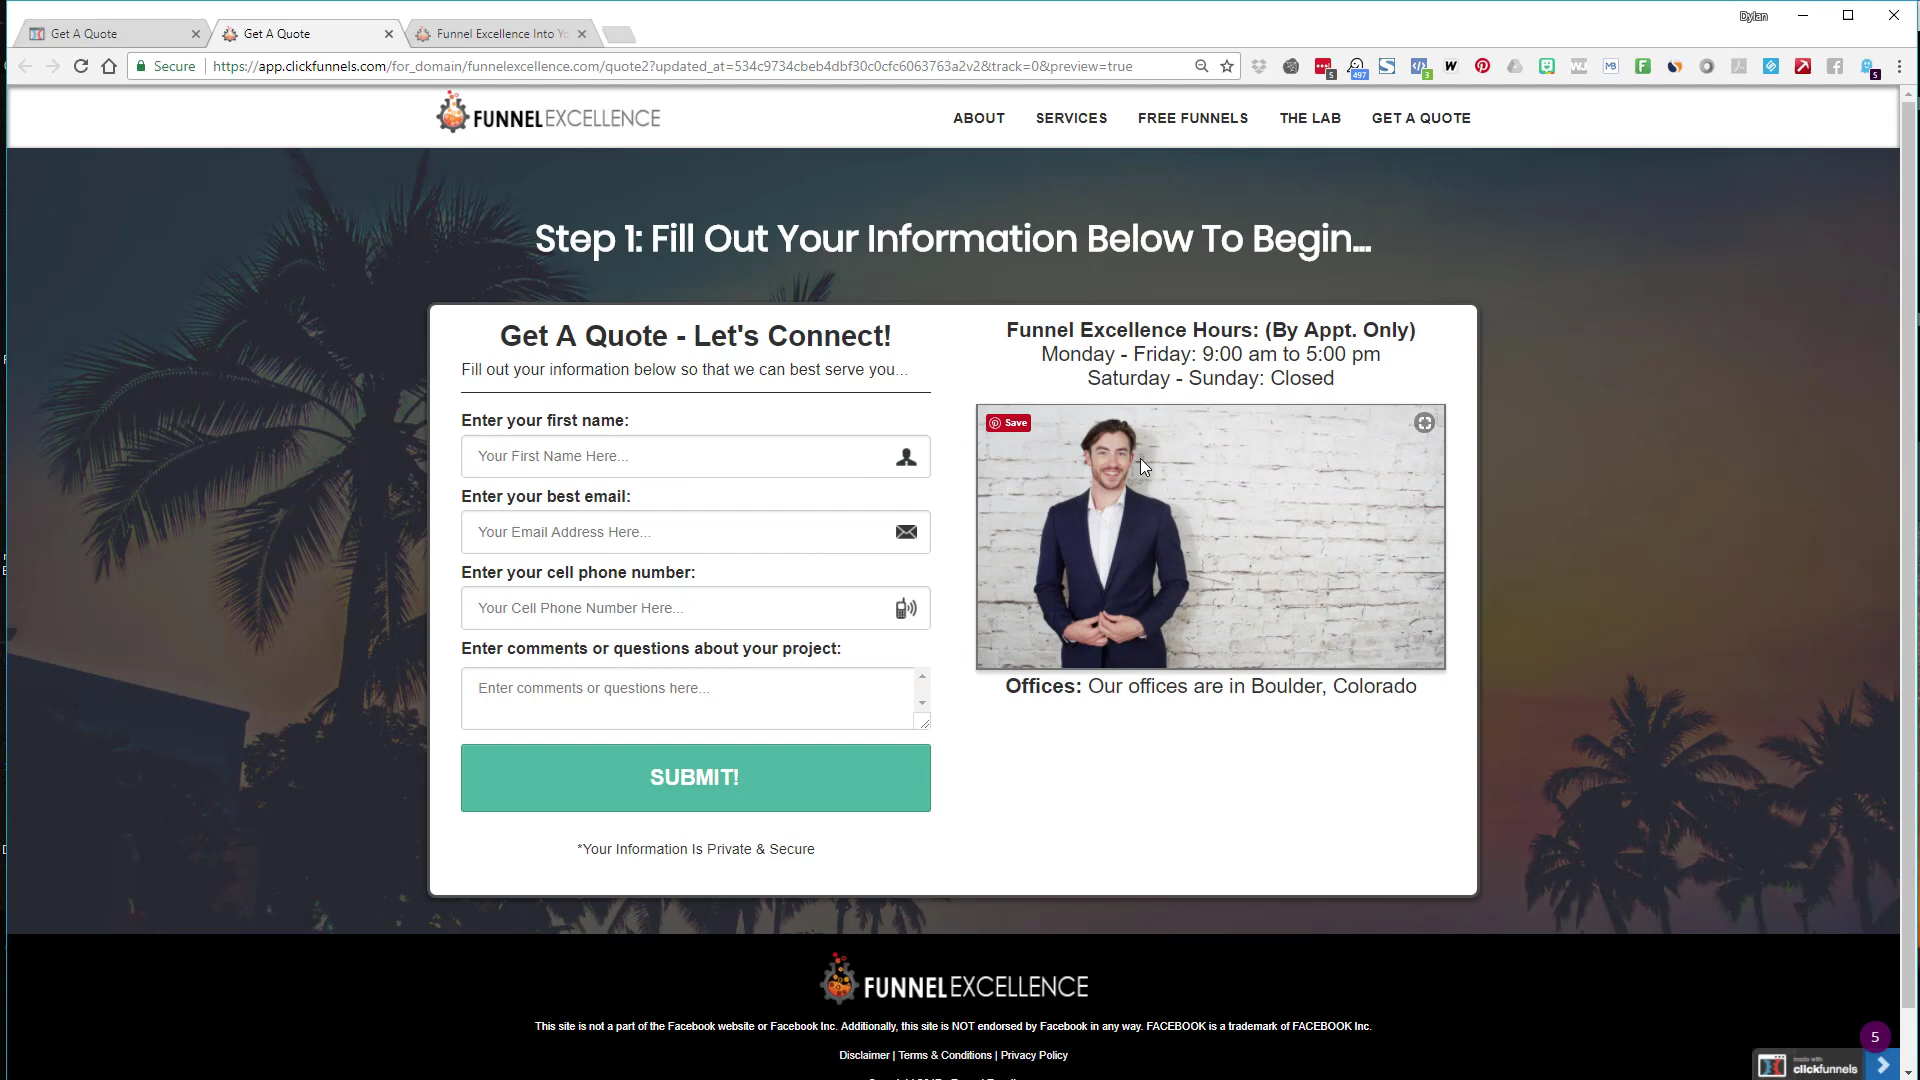 Dylan
Get A Quote
Get A Quote
Funnel Excellence Into Yo
Secure
https://app.clickfunnels.com/for_domain/funnelexcellence.com/quote2?updated_at=534c9734cbeb4dbf30c0cfc6063763a2v2&track=0&preview=true
5
497
3
5
FUNNELEXCELLENCE
ABOUT
SERVICES
FREE FUNNELS
THE LAB
GET A QUOTE
Step 1: Fill Out Your Information Below To Begin...
Get A Quote - Let's Connect!
Fill out your information below so that we can best serve you...
Enter your first name:
Your First Name Here...
Enter your best email:
Your Email Address Here...
Enter your cell phone number:
Your Cell Phone Number Here...
Enter comments or questions about your project:
Enter comments or questions here...
SUBMIT!
*Your Information Is Private & Secure
Funnel Excellence Hours: (By Appt. Only)
Monday - Friday: 9:00 am to 5:00 pm
Saturday - Sunday: Closed
Save
Offices: Our offices are in Boulder, Colorado
FUNNELEXCELLENCE
This site is not a part of the Facebook website or Facebook Inc. Additionally, this site is NOT endorsed by Facebook in any way. FACEBOOK is a trademark of FACEBOOK Inc.
Disclaimer | Terms & Conditions | Privacy Policy
5
made with
clickfunnels